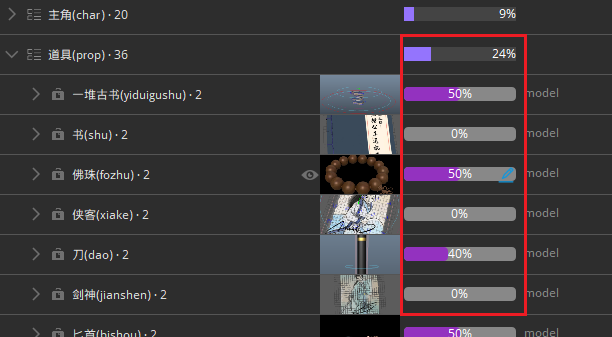 主角(char) · 20 9%
道具(prop) · 36 24%
一堆古书(yiduigushu) · 2 50% model
书(shu) · 2 0% model
佛珠(fozhu) · 2 50% model
侠客(xiake) · 2 0% model
刀(dao) · 2 40% model
剑神(jianshen) · 2 0% model
匕首(bishou) · 2 50% model